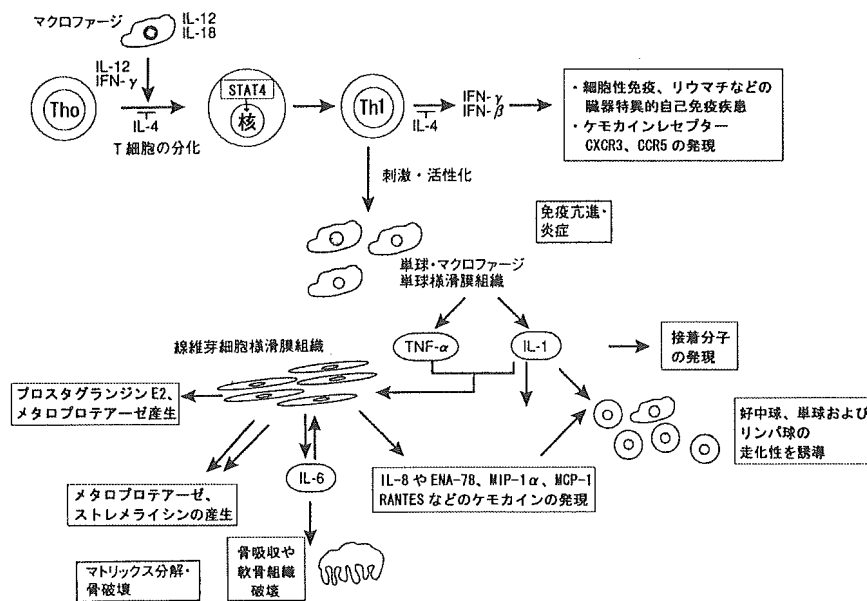 マクロファージ
IL-12
IL-18
IL-12
IFN-γ
Tho
IL-4
T 細胞の分化
STAT4
核
Th1
IL-4
IFN-γ
IFN-β
・細胞性免疫、リウマチなどの
臓器特異的自己免疫疾患
・ケモカインレセプター
CXCR3、CCR5 の発現
刺激・活性化
免疫亢進・
炎症
単球・マクロファージ
単球様滑膜組織
TNF-α
IL-1
接着分子
の発現
線維芽細胞様滑膜組織
プロスタグランジン E2、
メタロプロテアーゼ産生
好中球、単球および
リンパ球の
走化性を誘導
IL-6
IL-8 や ENA-78、MIP-1α、MCP-1
RANTES などのケモカインの発現
メタロプロテアーゼ、
ストレメライシンの産生
マトリックス分解・
骨破壊
骨吸収や
軟骨組織
破壊